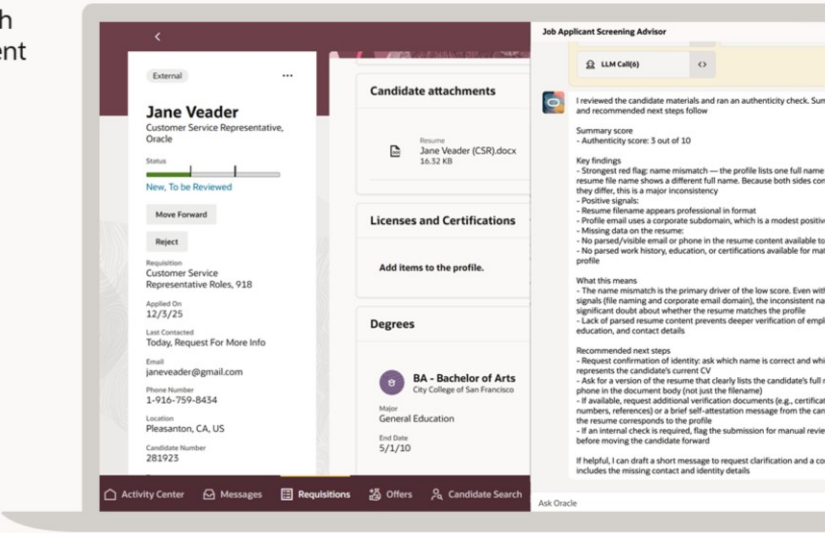 External
...
Jane Veader
Customer Service Representative,
Oracle
Status
New, To be Reviewed
Move Forward
Reject
Requisition
Customer Service
Representative Roles, 918
Applied On
12/3/25
Last Contacted
Today, Request For More Info
Email
janeveader@gmail.com
Phone Number
1-916-759-8434
Location
Pleasanton, CA, US
Candidate Number
281923
Candidate attachments
Resume
Jane Veader (CSR).docx
16.32 KB
Licenses and Certifications
Add items to the profile.
Degrees
BA - Bachelor of Arts
City College of San Francisco
Major
General Education
End Date
5/1/10
Activity Center
Messages
Requisitions
Offers
Candidate Search
Job Applicant Screening Advisor
LLM Call(6)
I reviewed the candidate materials and ran an authenticity check.
and recommended next steps follow
Summary score
- Authenticity score: 3 out of 10
Key findings
- Strongest red flag: name mismatch — the profile lists one full name
resume file name shows a different full name. Because both sides
they differ, this is a major inconsistency
- Positive signals:
- Resume filename appears professional in format
- Profile email uses a corporate subdomain, which is a modest
- Missing data on the resume:
- No parsed/visible email or phone in the resume content available to
- No parsed work history, education, or certifications available for
profile
What this means
- The name mismatch is the primary driver of the low score. Even
signals (file naming and corporate email domain), the inconsistent
significant doubt about whether the resume matches the profile
- Lack of parsed resume content prevents deeper verification of
education, and contact details
Recommended next steps
- Request confirmation of identity: ask which name is correct and
represents the candidate's current CV
- Ask for a version of the resume that clearly lists the candidate's full
phone in the document body (not just the filename)
- If available, request additional verification documents (e.g.,
numbers, references) or a brief self-attestation message from the
the resume corresponds to the profile
- If an internal check is required, flag the submission for manual
before moving the candidate forward
If helpful, I can draft a short message to request clarification and a
includes the missing contact and identity details
Ask Oracle